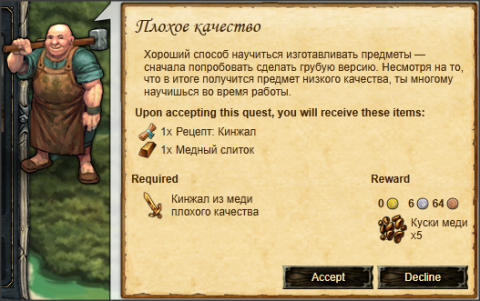 Плохое качество
Хороший способ научиться изготавливать предметы —
сначала попробовать сделать грубую версию. Несмотря на то,
что в итоге получится предмет низкого качества, ты многому
научишься во время работы.
Upon accepting this quest, you will receive these items:
1x Рецепт: Кинжал
1x Медный слиток
Required
Reward
Кинжал из меди
плохого качества
0 6 64
Куски меди
x5
Accept
Decline